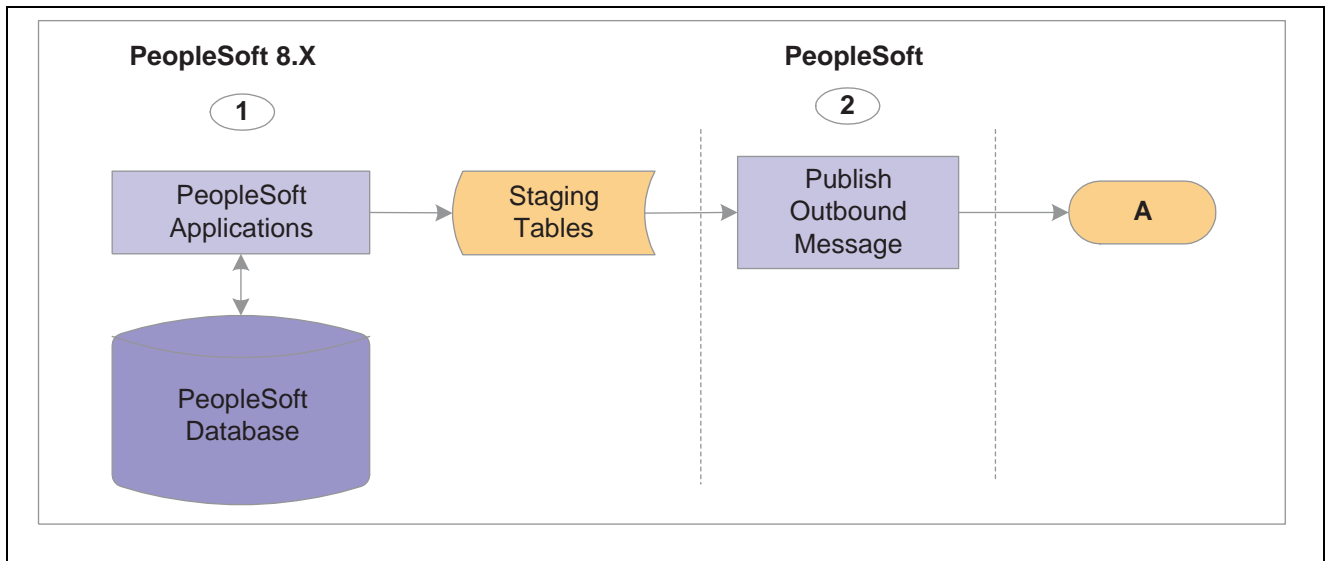 PeopleSoft 8.X
PeopleSoft
1
2
PeopleSoft
Applications
Staging
Tables
Publish
Outbound
Message
A
PeopleSoft
Database